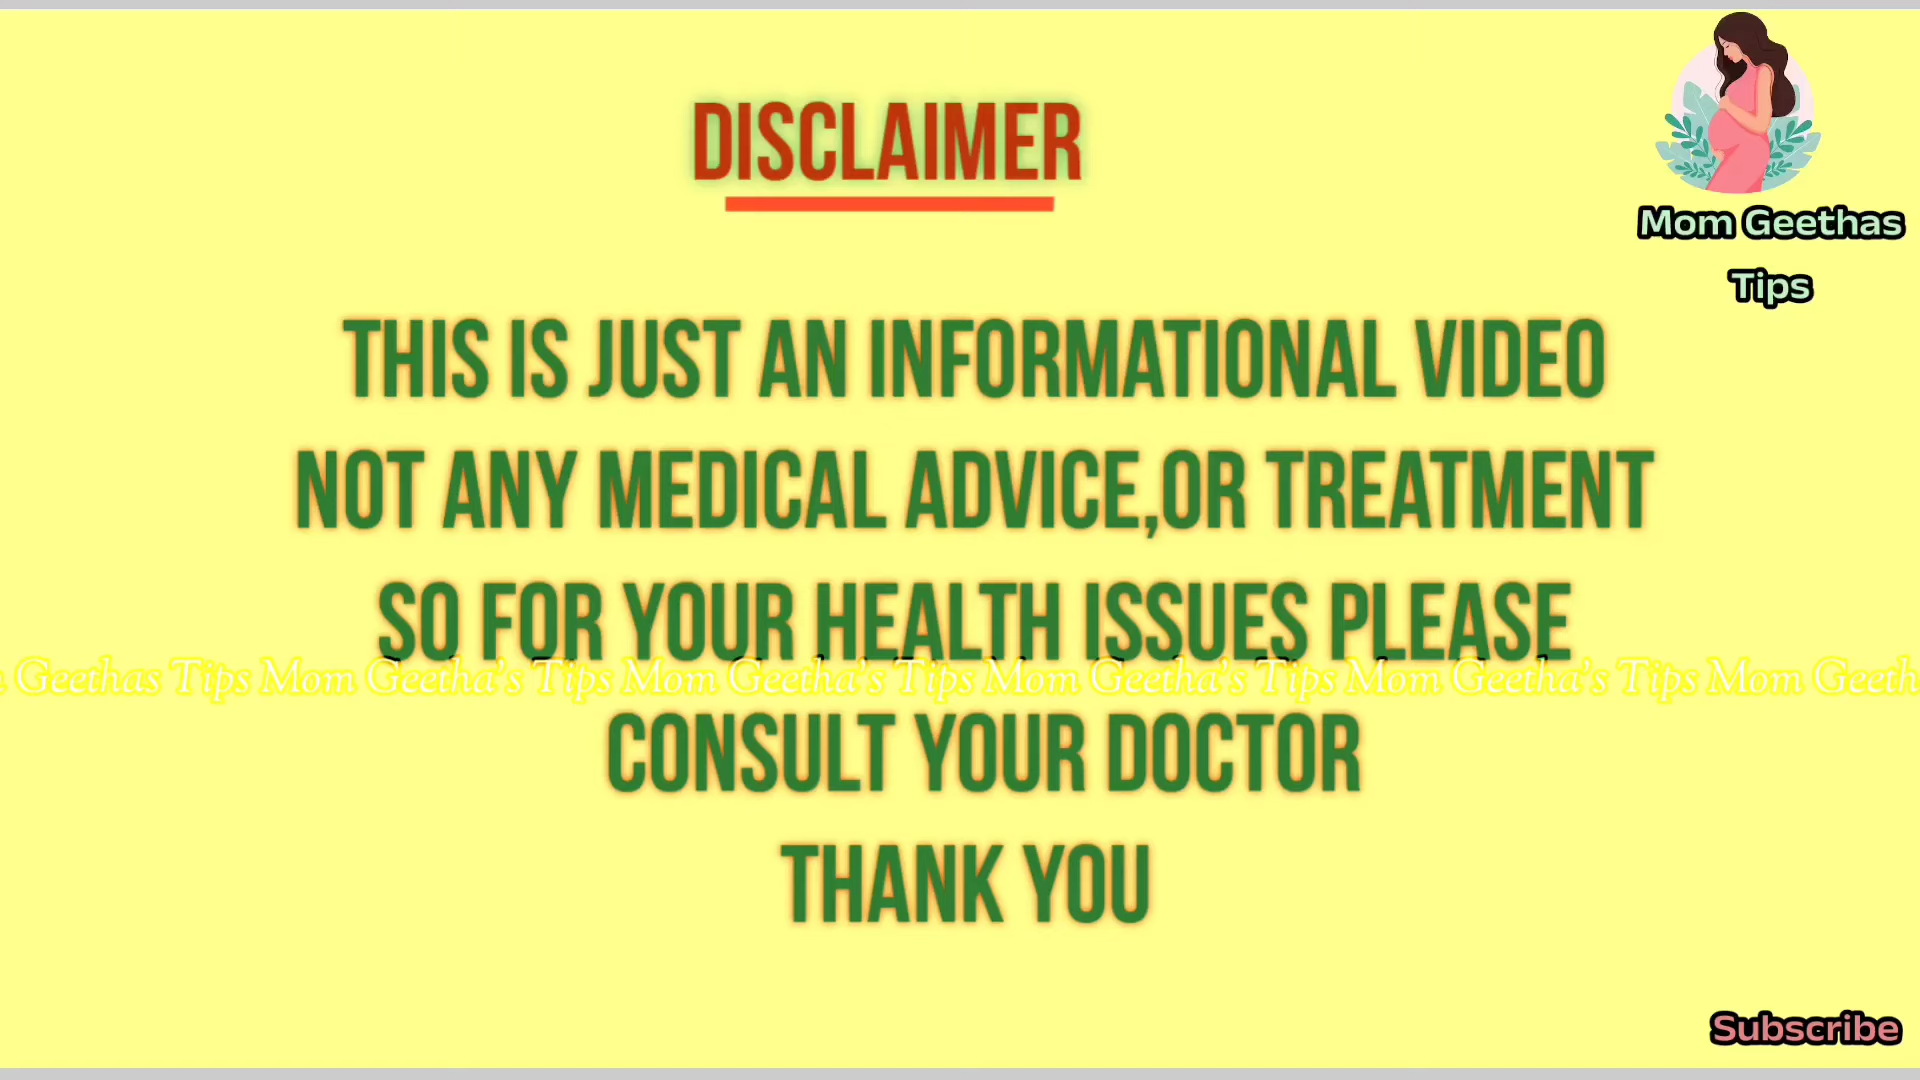 DISCLAIMER
Mom Geethas
Tips
THIS IS JUST AN INFORMATIONAL VIDEO
NOT ANY MEDICAL ADVICE,OR TREATMENT
SO FOR YOUR HEALTH ISSUES PLEASE
Geethas Tips Mom Geetha's Tips Mom Geetha's Tips Mom Geetha's Tips Mom Geetha's Tips Mom Geeth
CONSULT YOUR DOCTOR
THANK YOU
Subscribe